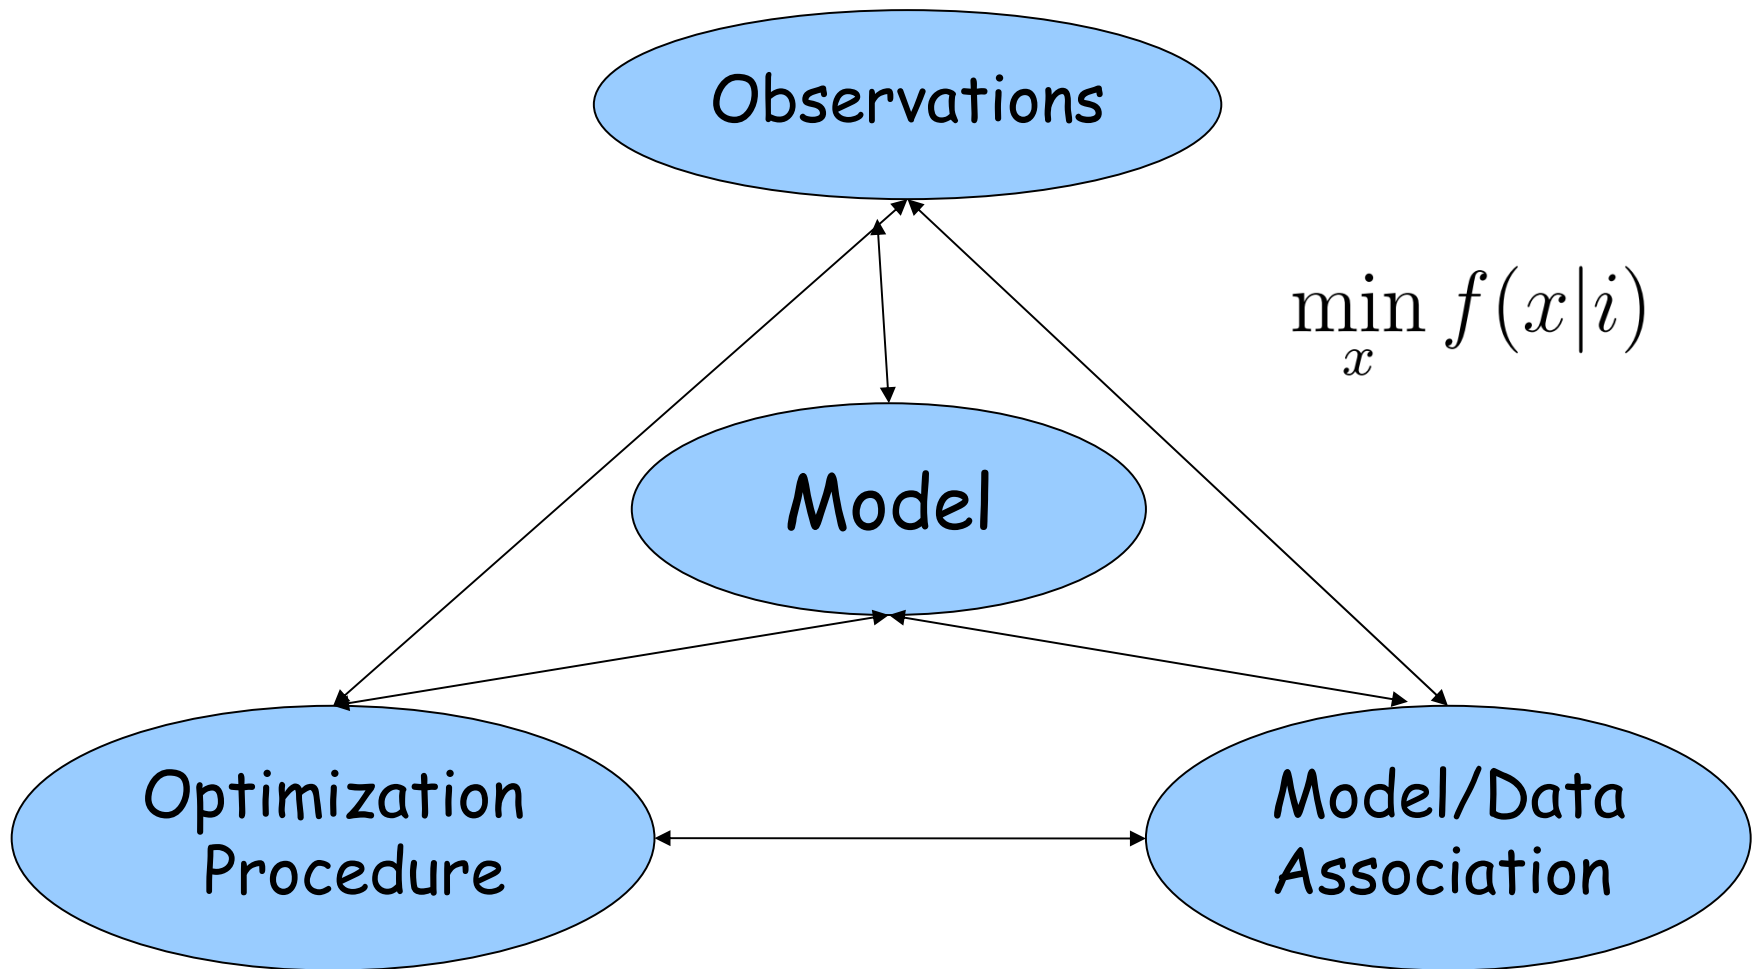 Observations
min f(x|i)
x
Model
Optimization
Procedure
Model/Data
Association